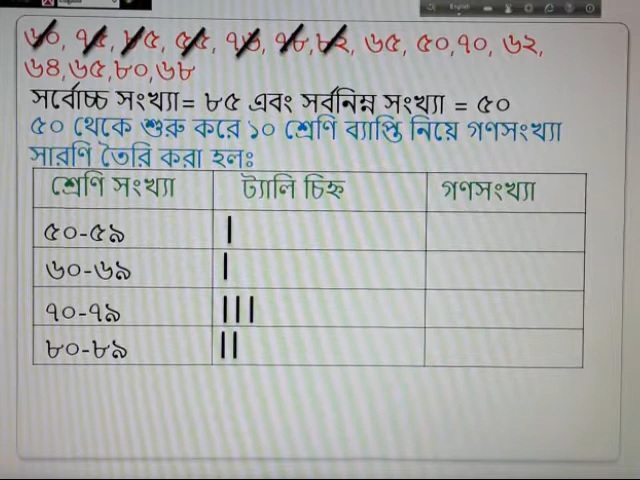 ৬০, ৭৫, ৮৫, ৫৫, ৭৬, ৭৮,৮২, ৬৫, ৫০,৭০, ৬২,
৬৪,৬৫,৮০,৬৮
সর্বোচ্চ সংখ্যা= ৮৫ এবং সর্বনিম্ন সংখ্যা = ৫০
৫০ থেকে শুরু করে ১০ শ্রেণি ব্যাপ্তি নিয়ে গণসংখ্যা
সারণি তৈরি করা হলঃ
শ্রেণি সংখ্যা ট্যালি চিহ্ন গণসংখ্যা
৫০-৫৯ |
৬০-৬৯ |
৭০-৭৯ |||
৮০-৮৯ ||